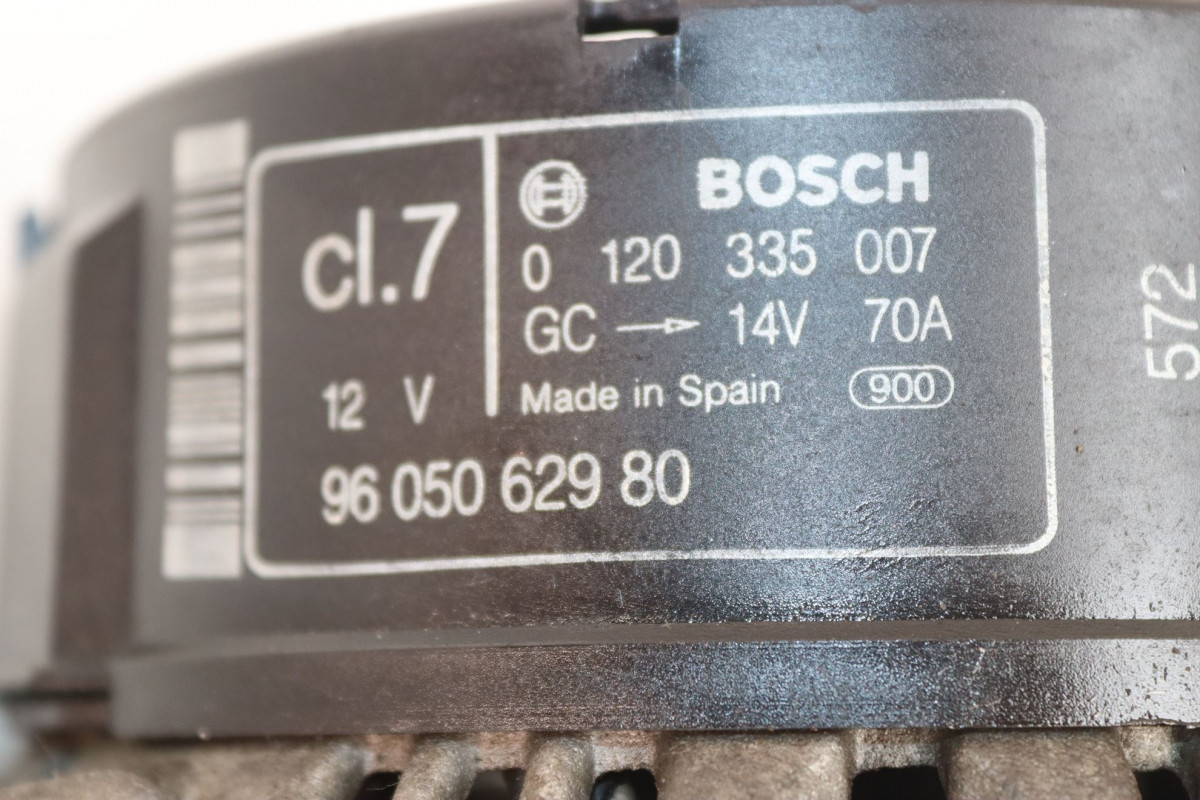 cl.7
12 V
BOSCH
0 120 335 007
GC → 14V 70A
Made in Spain 900
96 050 629 80
572